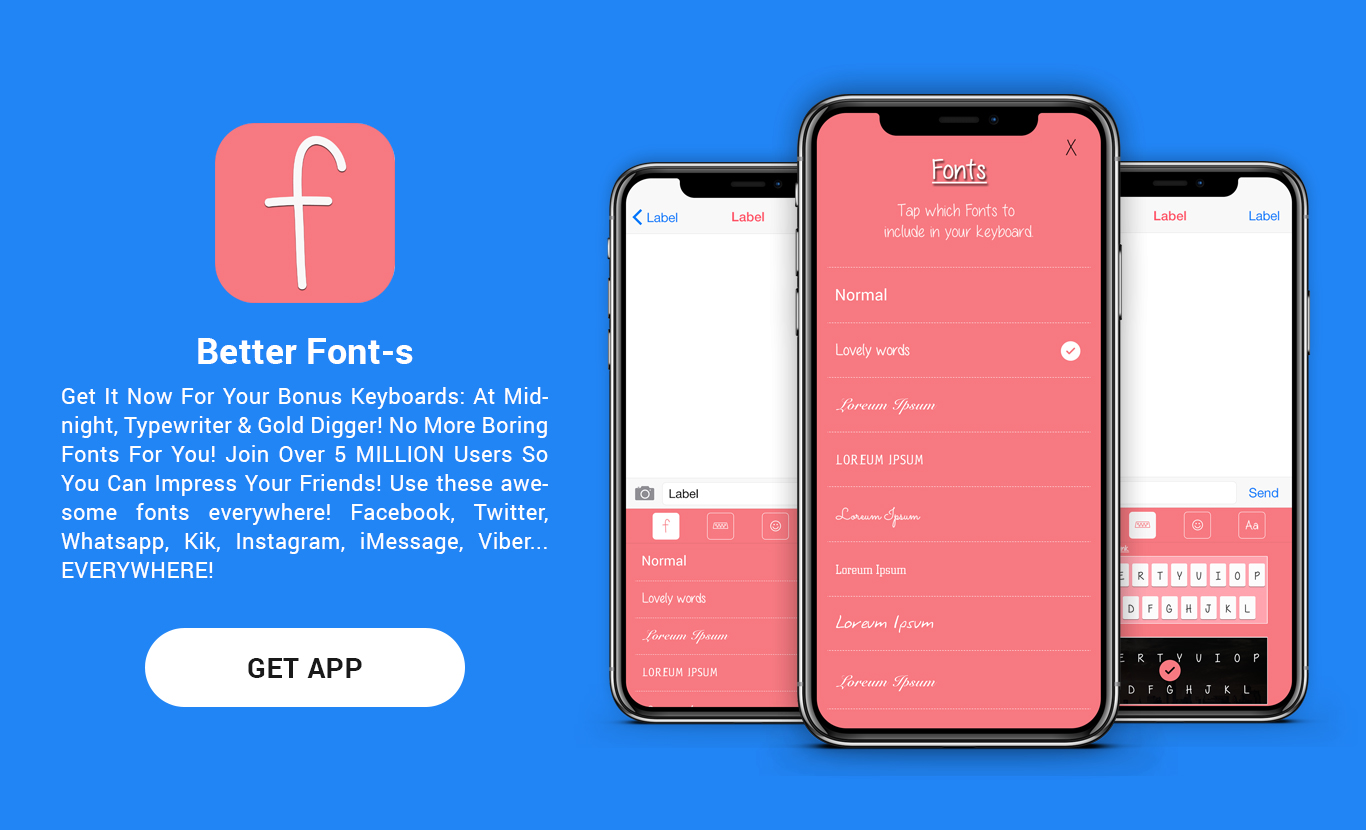 f
Better Font-s
Get It Now For Your Bonus Keyboards: At Mid-
night, Typewriter & Gold Digger! No More Boring
Fonts For You! Join Over 5 MILLION Users So
You Can Impress Your Friends! Use these awe-
some fonts everywhere! Facebook, Twitter,
Whatsapp, Kik, Instagram, iMessage, Viber...
EVERYWHERE!
GET APP
Label
Label
Label
f
Normal
Lovely words
Loreum Ipsum
LOREUM IPSUM
X
Fonts
Tap which Fonts to
include in your keyboard.
Normal
Lovely words
Loreum Ipsum
LOREUM IPSUM
Loreum Ipsum
Loreum Ipsum
Loreum Ipsum
Loreum Ipsum
Label
Label
Send
Aa
E R T Y U I O P
D F G H J K L
E R T Y U I O P
D F G H J K L